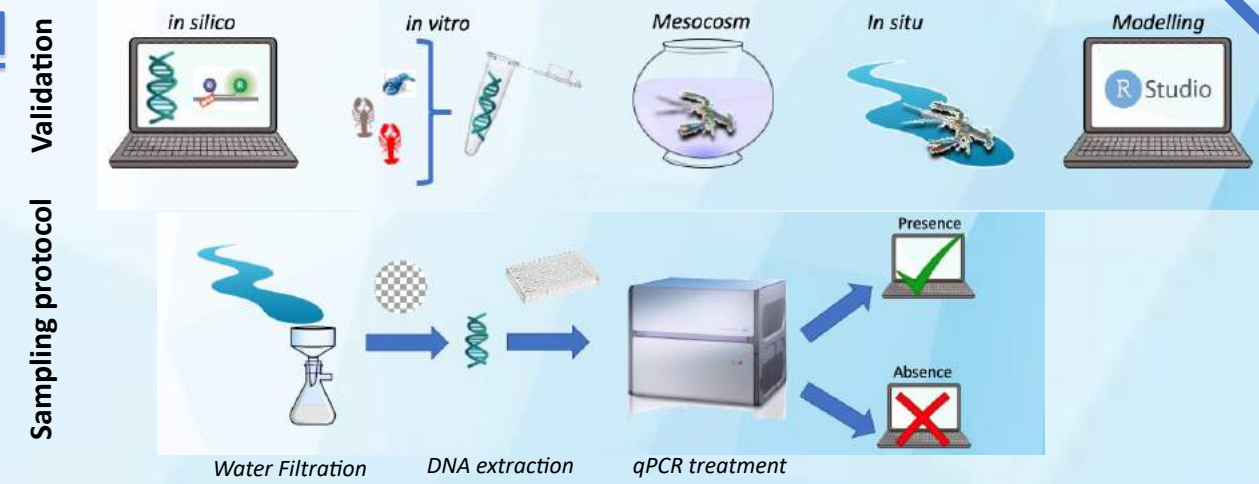 Validation
in silico
in vitro
Mesocosm
In situ
Modelling
R Studio
Sampling protocol
Presence
Absence
Water Filtration
DNA extraction
qPCR treatment